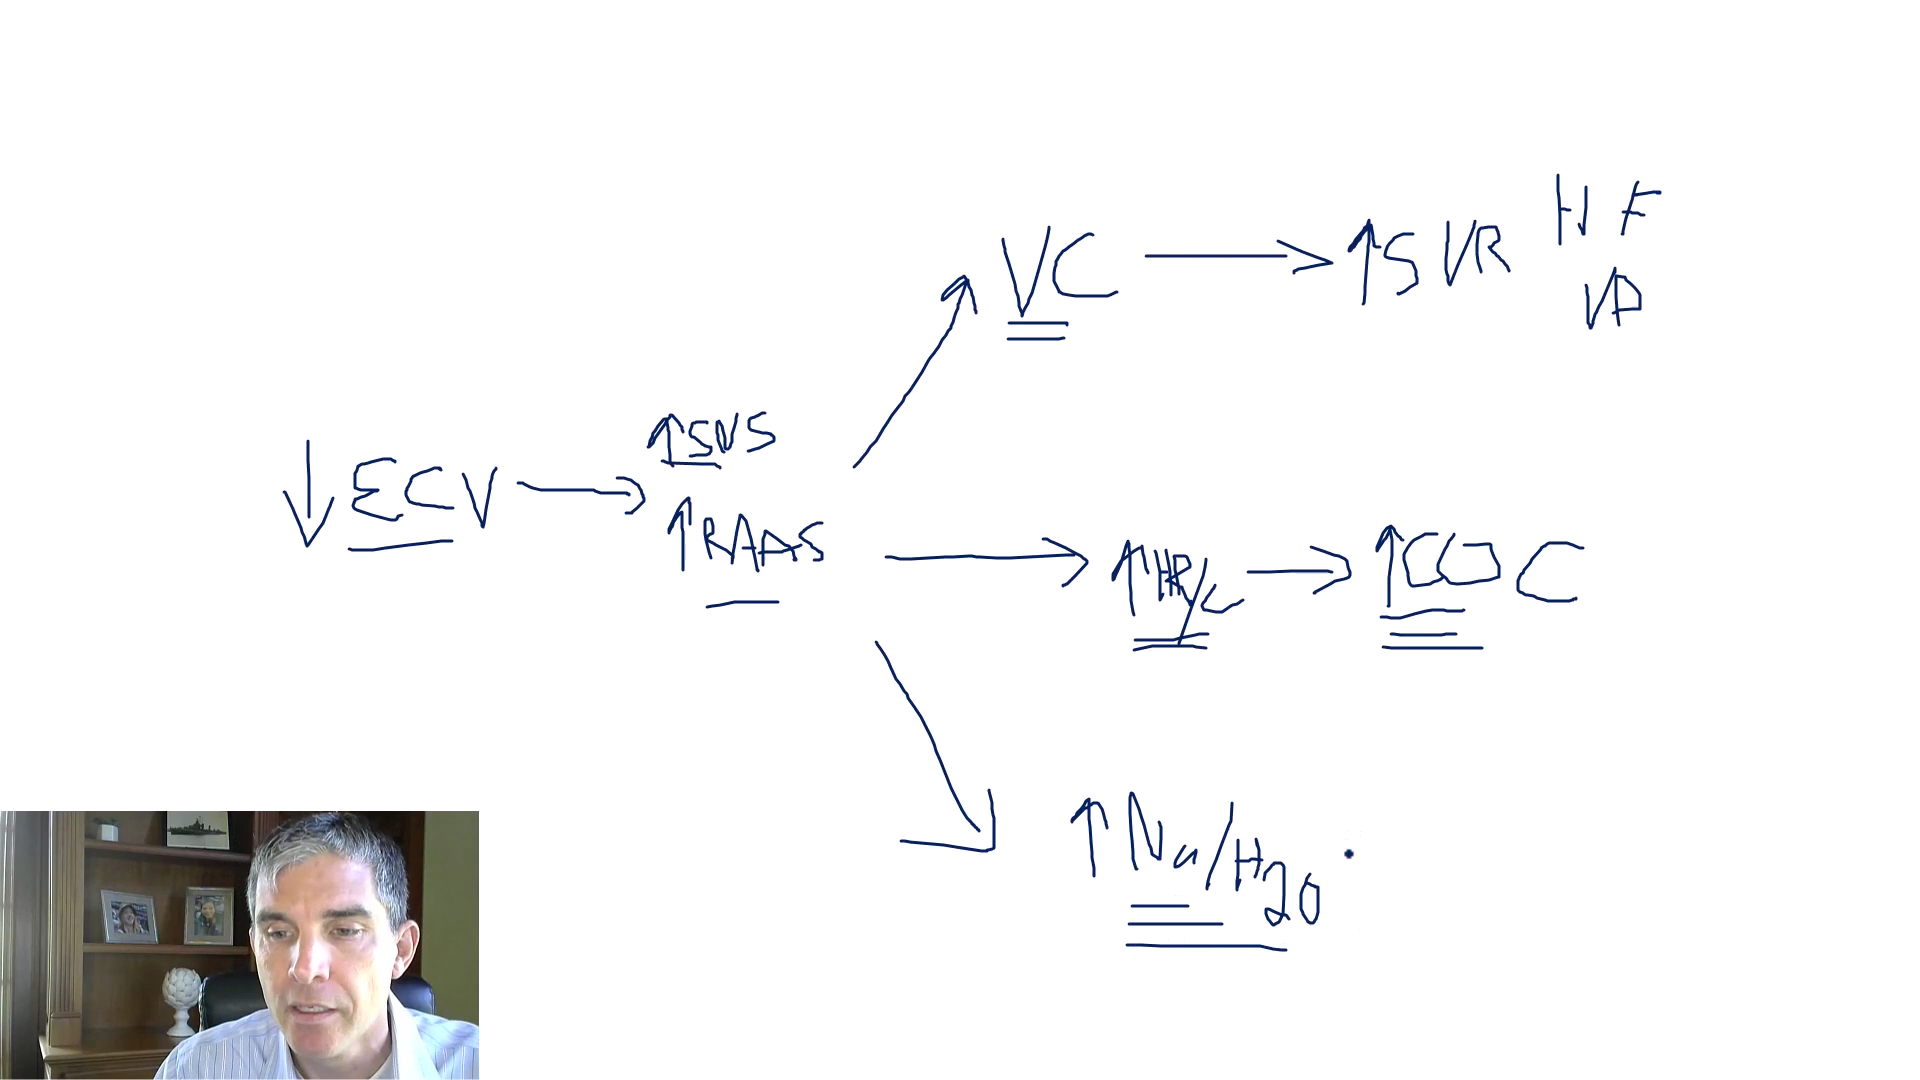 ↓ECV → ↑SNS
↑RAAS
VC → ↑SVR HF
VD
↑HR/C → ↑CO C
↑Na/H2O